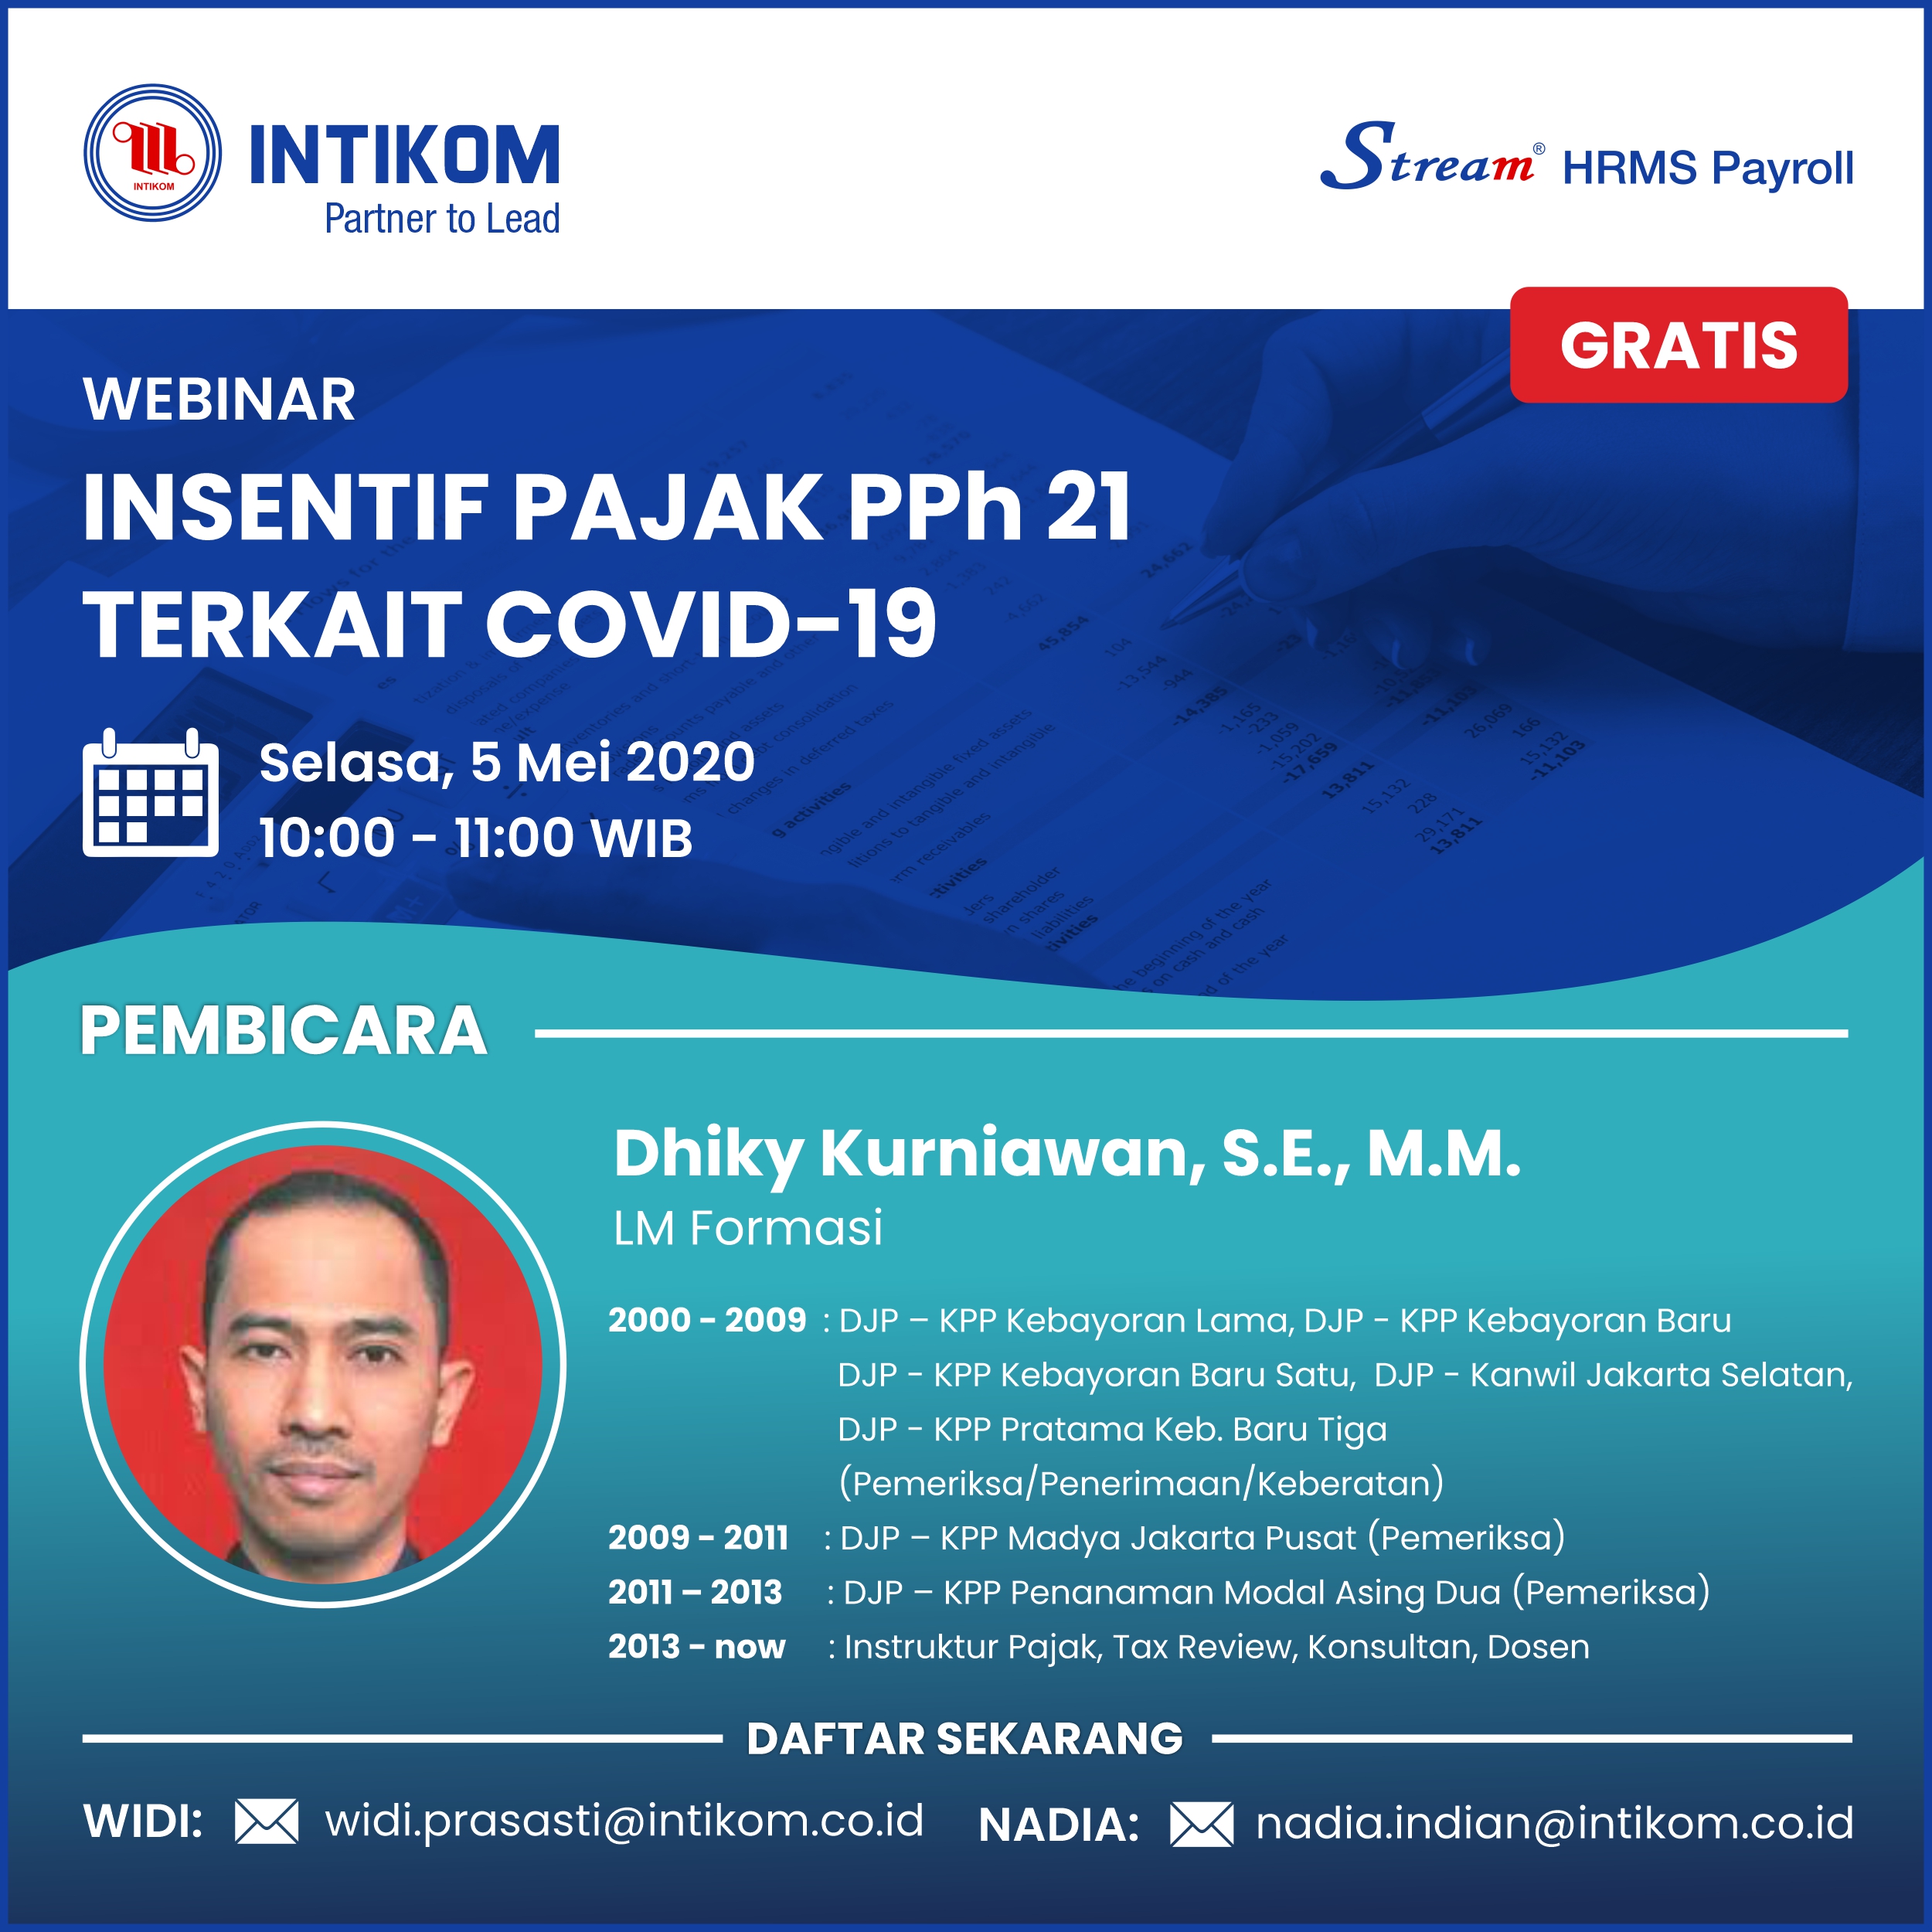 INTIKOM
INTIKOM
Partner to Lead
Stream® HRMS Payroll
GRATIS
WEBINAR
INSENTIF PAJAK PPh 21
TERKAIT COVID-19
Selasa, 5 Mei 2020
10:00 - 11:00 WIB
PEMBICARA
Dhiky Kurniawan, S.E., M.M.
LM Formasi
2000 - 2009 : DJP – KPP Kebayoran Lama, DJP - KPP Kebayoran Baru
DJP - KPP Kebayoran Baru Satu, DJP - Kanwil Jakarta Selatan,
DJP - KPP Pratama Keb. Baru Tiga
(Pemeriksa/Penerimaan/Keberatan)
2009 - 2011 : DJP – KPP Madya Jakarta Pusat (Pemeriksa)
2011 – 2013 : DJP – KPP Penanaman Modal Asing Dua (Pemeriksa)
2013 - now : Instruktur Pajak, Tax Review, Konsultan, Dosen
DAFTAR SEKARANG
WIDI: widi.prasasti@intikom.co.id NADIA: nadia.indian@intikom.co.id